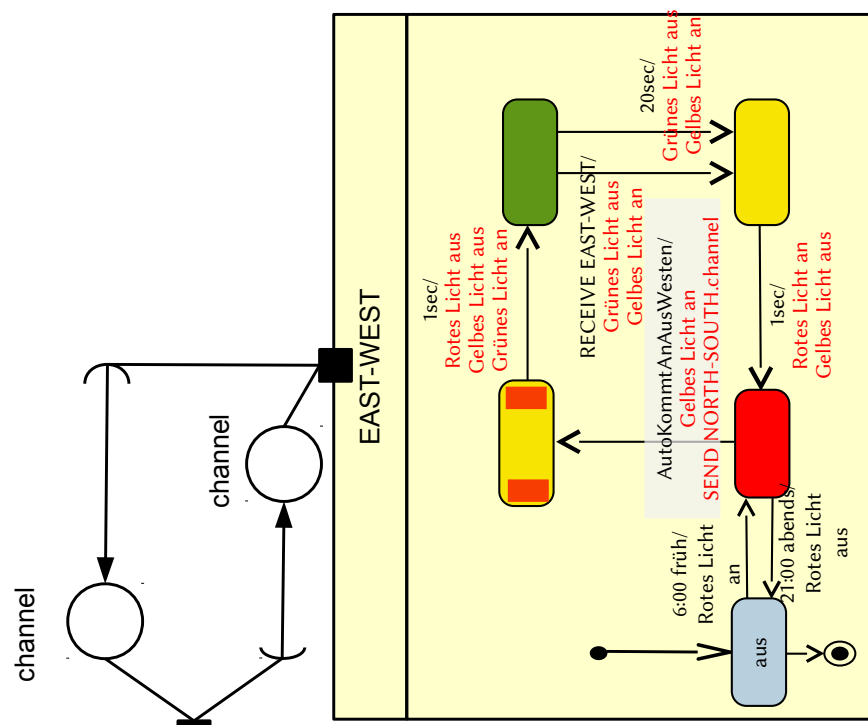 channel
channel
EAST-WEST
1sec/
Rotes Licht aus
Gelbes Licht aus
Grünes Licht an
RECEIVE EAST-WEST/
Grünes Licht aus
Gelbes Licht an
20sec/
Grünes Licht aus
Gelbes Licht an
AutoKommtAnAusWesten/
Gelbes Licht an
SEND NORTH-SOUTH.channel
1sec/
Rotes Licht an
Gelbes Licht aus
6:00 früh/
Rotes Licht
an
21:00 abends/
Rotes Licht
aus
aus